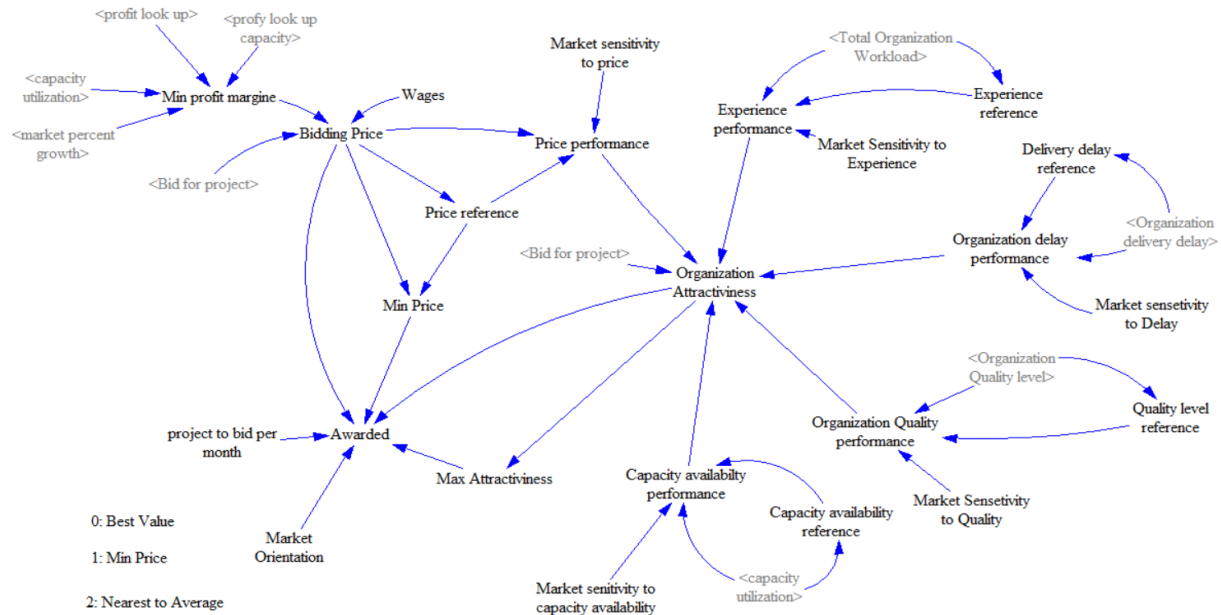 <profit look up>
<profy look up
capacity>
<capacity
utilization>
Min profit margine
<market percent
growth>
Wages
Bidding Price
<Bid for project>
Market sensitivity
to price
Price performance
Price reference
Min Price
<Total Organization
Workload>
Experience
performance
Experience
reference
Market Sensitivity to
Experience
Delivery delay
reference
<Organization
delivery delay>
Organization delay
performance
Market sensetivity
to Delay
<Bid for project>
Organization
Attractiviness
<Organization
Quality level>
Quality level
reference
Organization Quality
performance
Market Sensetivity
to Quality
project to bid per
month
Awarded
Max Attractiviness
Market
Orientation
Capacity availabilty
performance
Capacity availability
reference
<capacity
utilization>
Market senitivity to
capacity availability
0: Best Value
1: Min Price
2: Nearest to Average